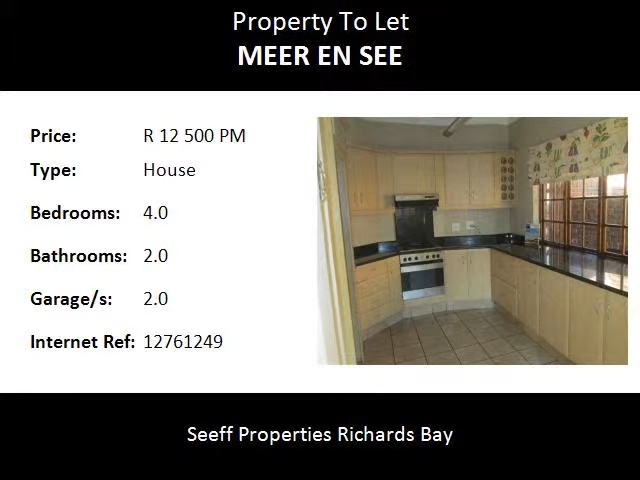 Property To Let
MEER EN SEE
Price: R 12 500 PM
Type: House
Bedrooms: 4.0
Bathrooms: 2.0
Garage/s: 2.0
Internet Ref: 12761249
Seeff Properties Richards Bay